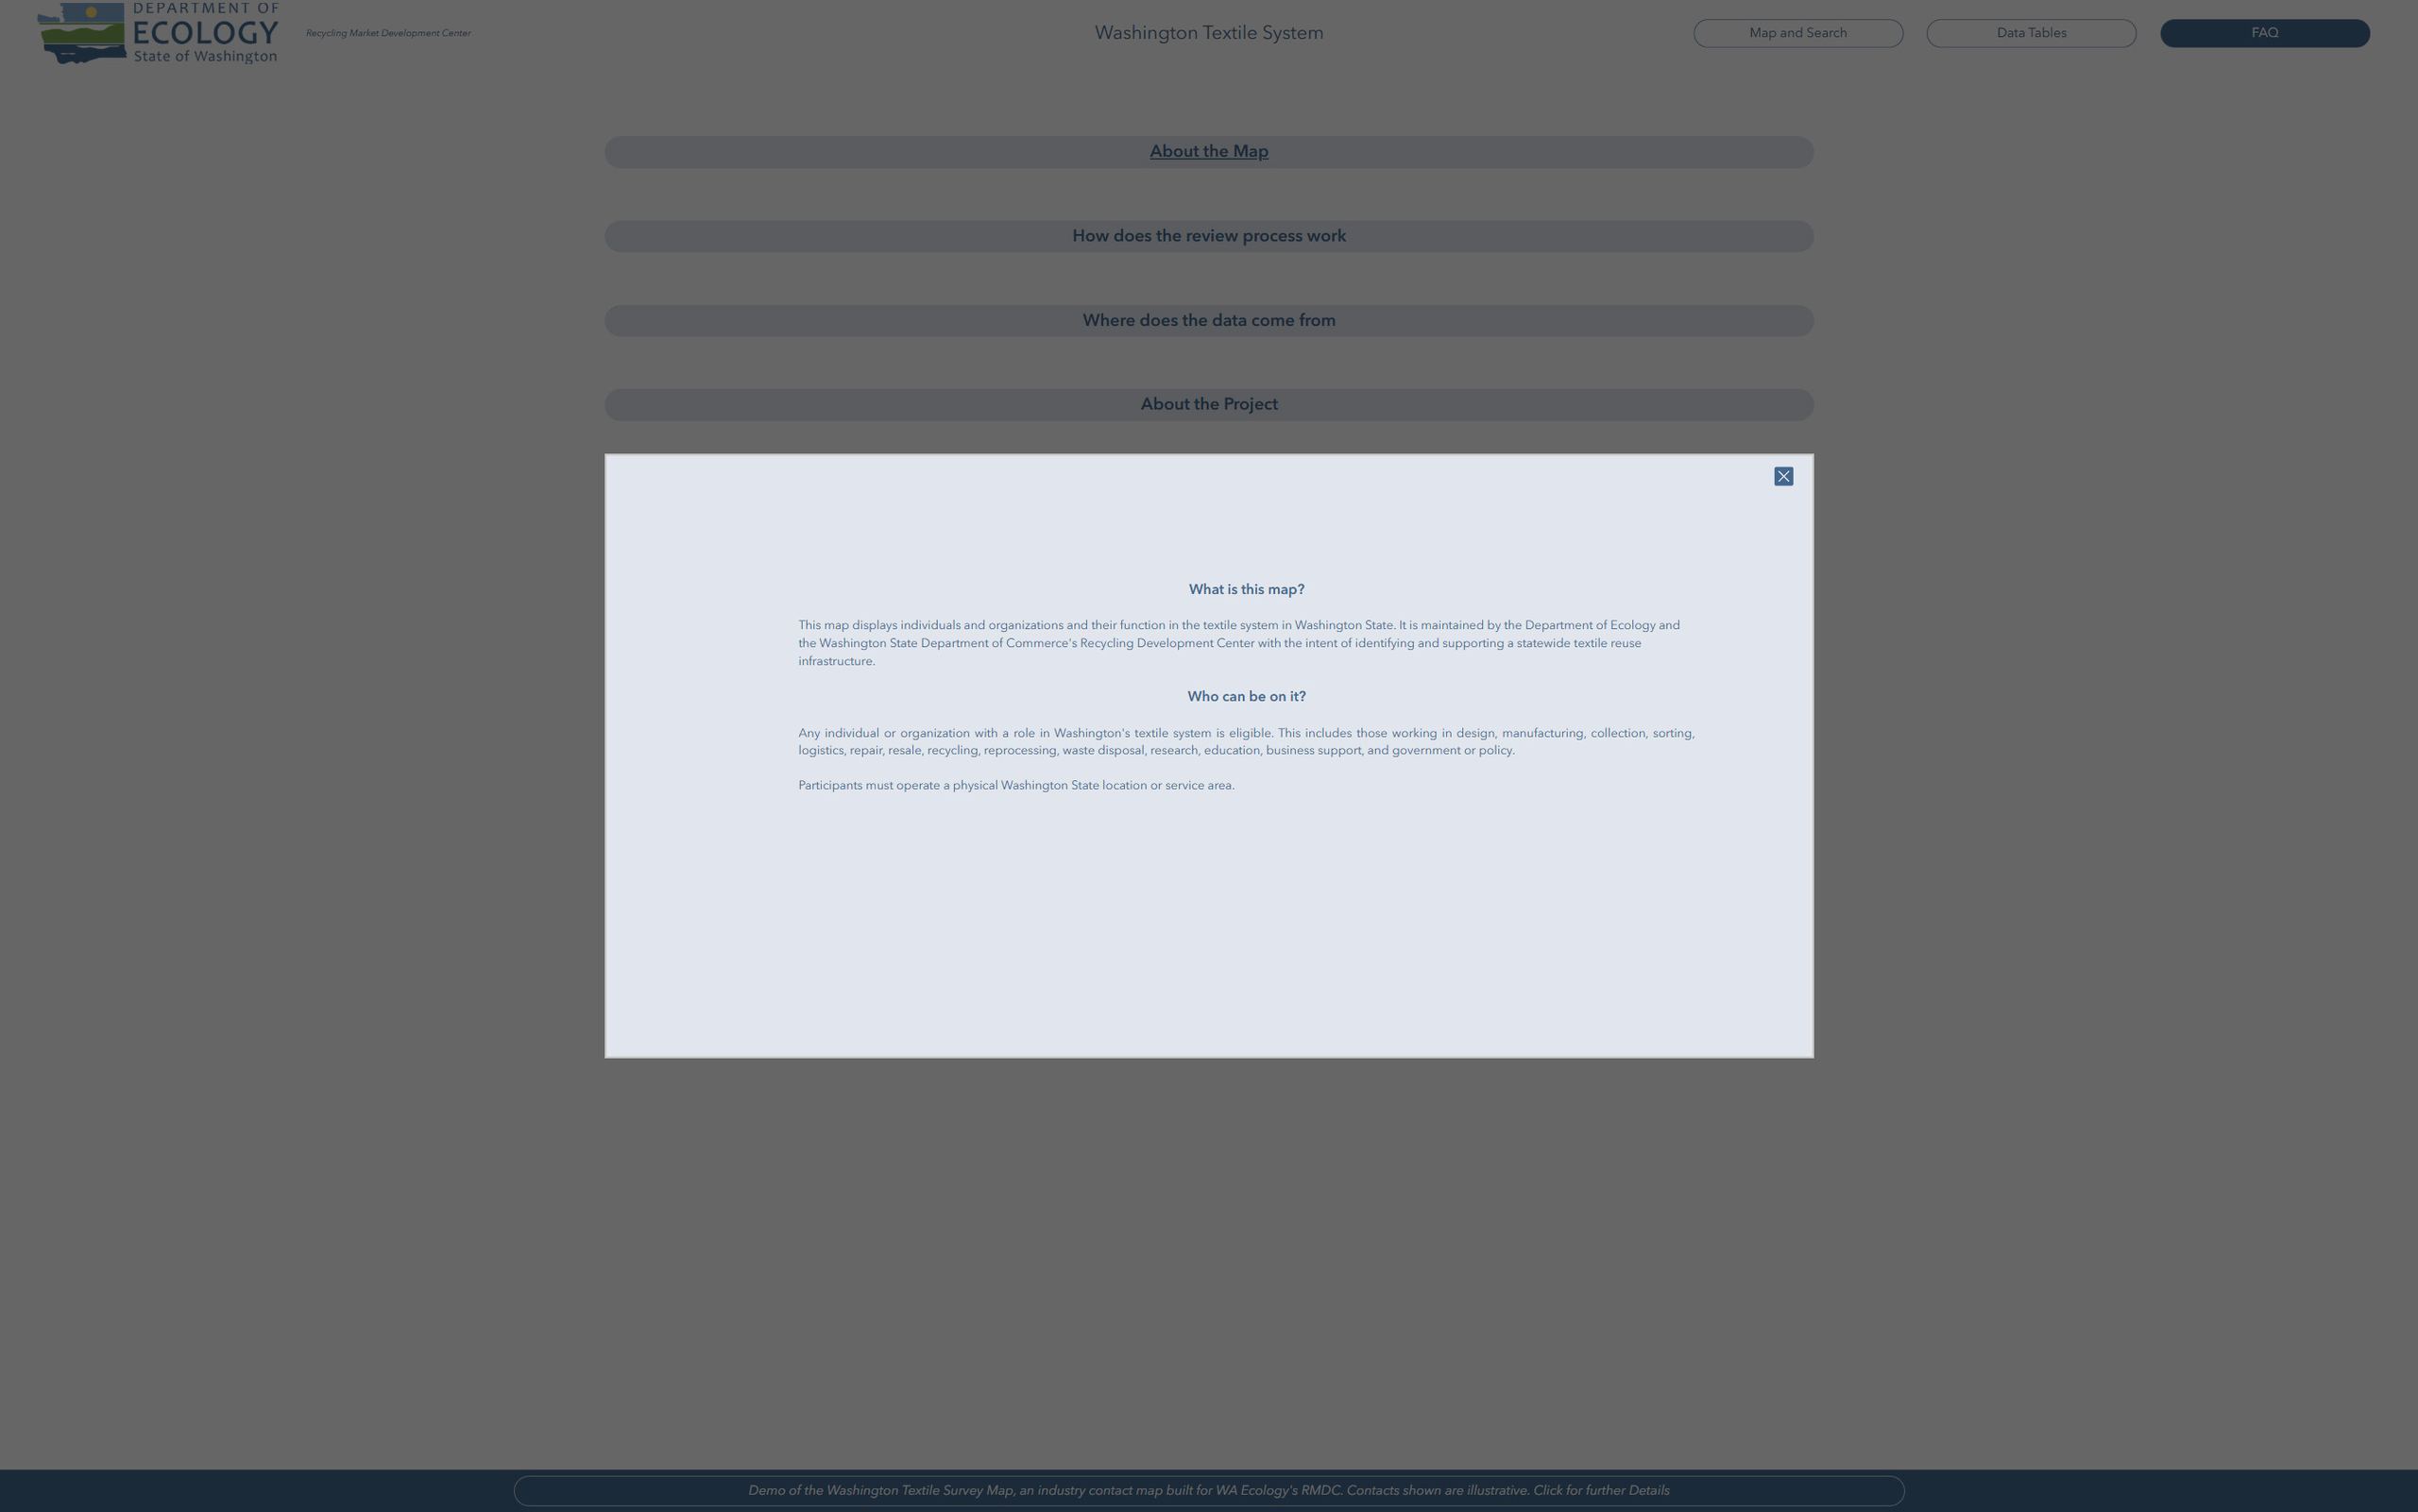 DEPARTMENT OF
ECOLOGY
State of Washington
Recycling Market Development Center
Washington Textile System
Map and Search
Data Tables
FAQ
About the Map
How does the review process work
Where does the data come from
About the Project
What is this map?
This map displays individuals and organizations and their function in the textile system in Washington State. It is maintained by the Department of Ecology and
the Washington State Department of Commerce's Recycling Development Center with the intent of identifying and supporting a statewide textile reuse
infrastructure.
Who can be on it?
Any individual or organization with a role in Washington's textile system is eligible. This includes those working in design, manufacturing, collection, sorting,
logistics, repair, resale, recycling, reprocessing, waste disposal, research, education, business support, and government or policy.
Participants must operate a physical Washington State location or service area.
Demo of the Washington Textile Survey Map, an industry contact map built for WA Ecology's RMDC. Contacts shown are illustrative. Click for further Details